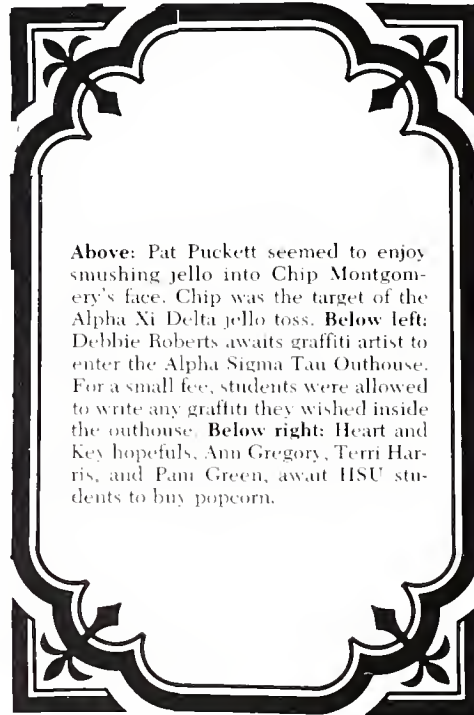 Above: Pat Puckett seemed to enjoy
smushing jello into Chip Montgom-
ery's face. Chip was the target of the
Alpha Xi Delta jello toss. Below left:
Debbie Roberts awaits graffiti artist to
enter the Alpha Sigma Tau Outhouse.
For a small fee, students were allowed
to write any graffiti they wished inside
the outhouse. Below right: Heart and
Key hopefuls, Ann Gregory, Terri Har-
ris, and Pam Green, await HSU stu-
dents to buy popcorn.